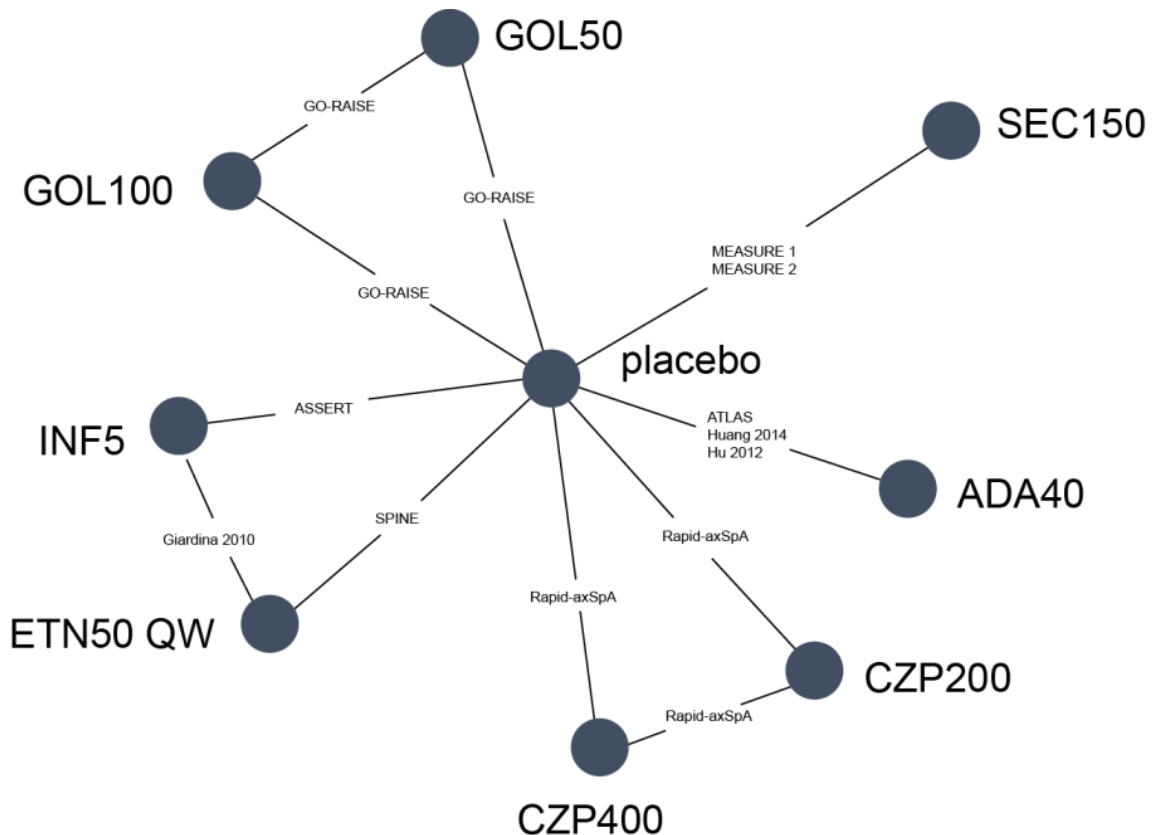 GOL50
GO-RAISE
SEC150
GOL100
GO-RAISE
MEASURE 1
MEASURE 2
GO-RAISE
placebo
ASSERT
ATLAS
Huang 2014
Hu 2012
INF5
ADA40
SPINE
Giardina 2010
Rapid-axSpA
Rapid-axSpA
ETN50 QW
CZP200
Rapid-axSpA
CZP400